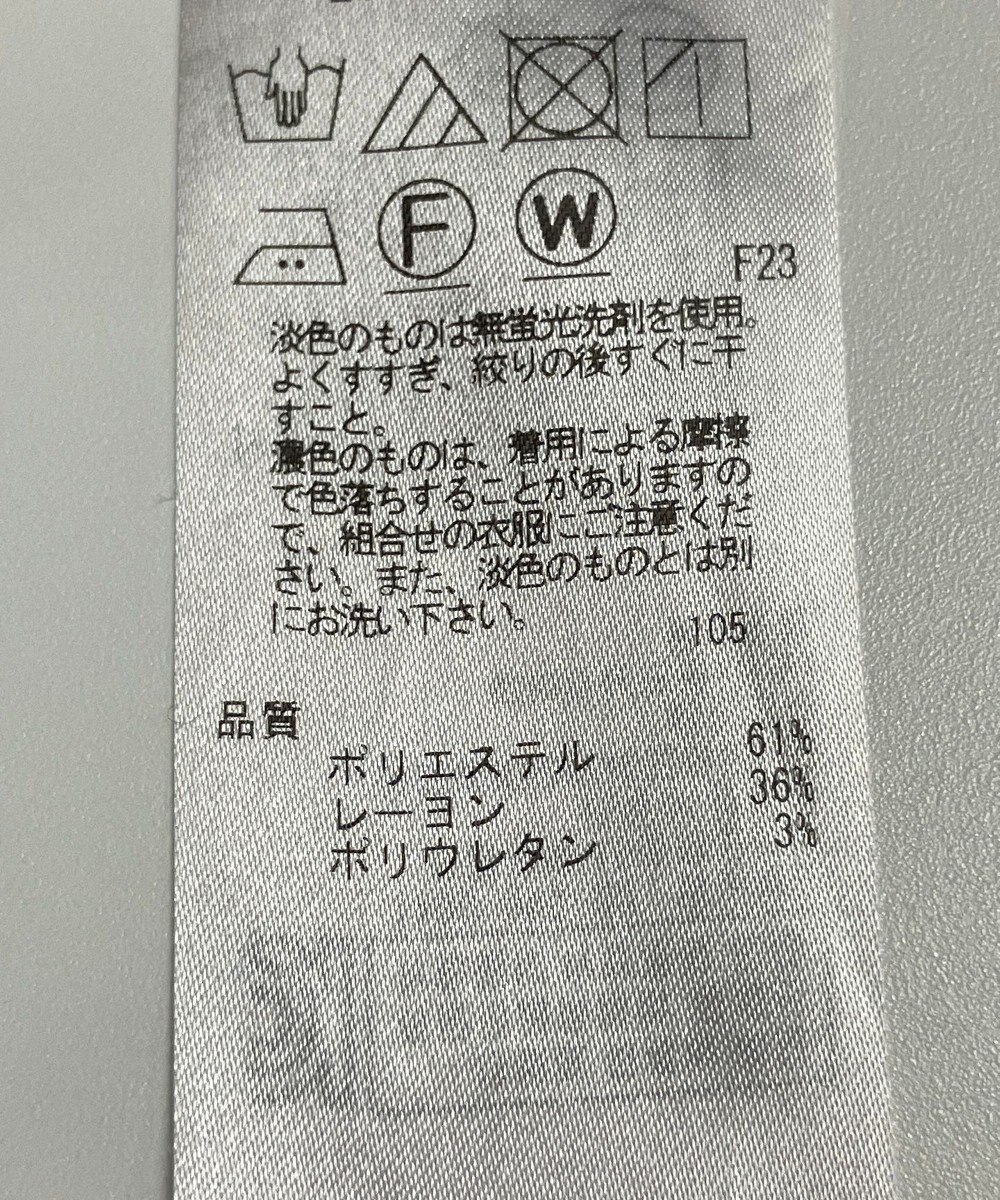 F W
F23
淡色のものは無蛍光洗剤を使用。
よくすすぎ、絞りの後すぐに干
すこと。
濃色のものは、着用による摩擦
で色落ちすることがありますの
で、組合せの衣服にご注意くだ
さい。また、淡色のものとは別
にお洗い下さい。
105
品質
ポリエステル 61%
レーヨン 36%
ポリウレタン 3%